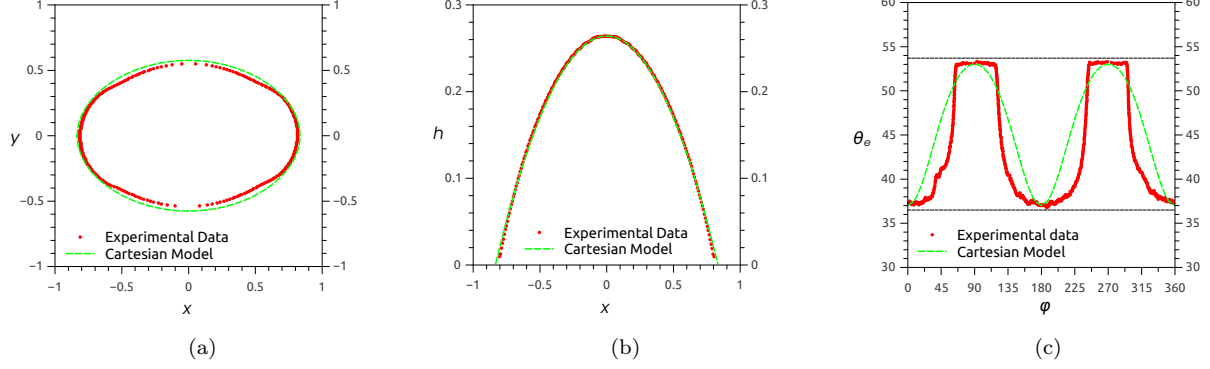 1
0.5
0
−0.5
−1
1
0.5
0
−0.5
−1
y
Experimental Data
Cartesian Model
−1 −0.5 0 0.5 1
x
(a)
0.3
0.2
0.1
0
0.3
0.2
0.1
0
h
Experimental Data
Cartesian Model
−1 −0.5 0 0.5 1
x
(b)
60
55
50
45
40
35
30
60
55
50
45
40
35
30
θe
Experimental data
Cartesian Model
0 45 90 135 180 225 270 315 360
φ
(c)